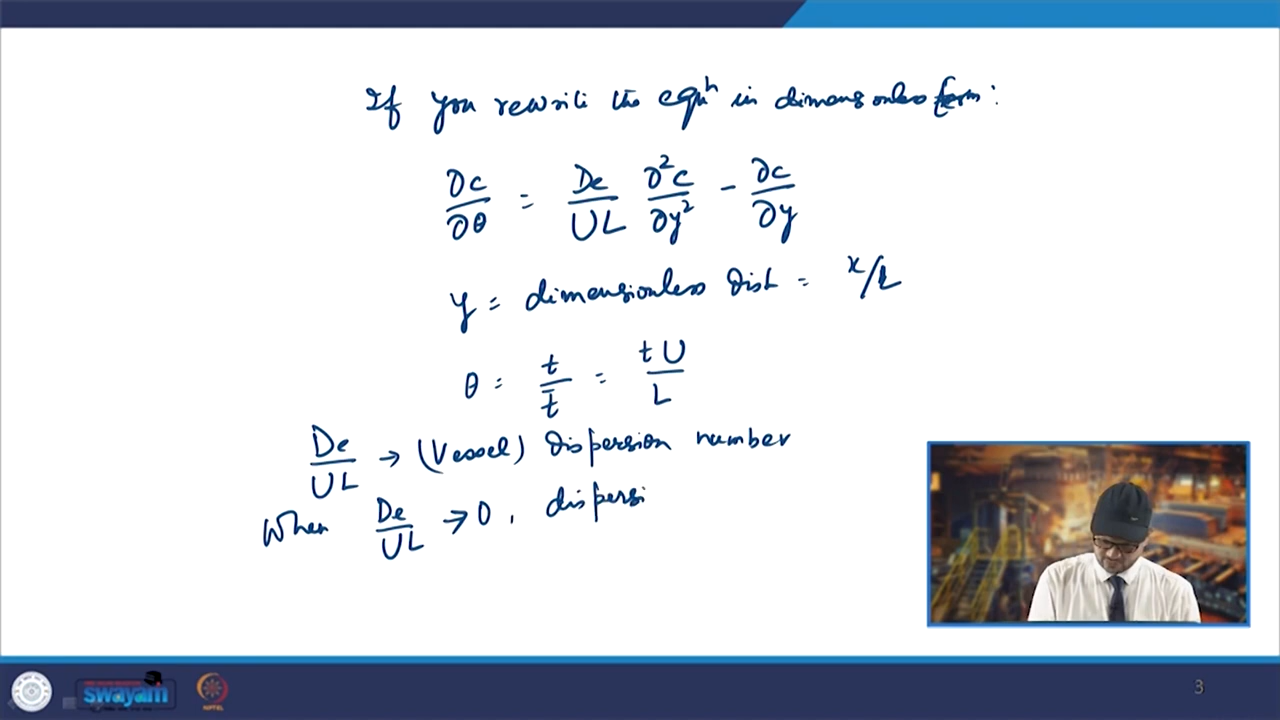 If you rewrite the eqnʰ in dimensionless form:
∂c/∂θ = De/UL ∂²c/∂y² - ∂c/∂y
y = dimensionless Dist = x/L
θ = t/t̄ = tU/L
De/UL → (Vessel) Dispersion number
When De/UL → 0, dispersi
3
swayam